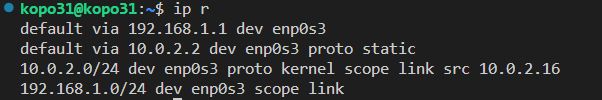 kopo31@kopo31:~$ ip r
default via 192.168.1.1 dev enp0s3
default via 10.0.2.2 dev enp0s3 proto static
10.0.2.0/24 dev enp0s3 proto kernel scope link src 10.0.2.16
192.168.1.0/24 dev enp0s3 scope link